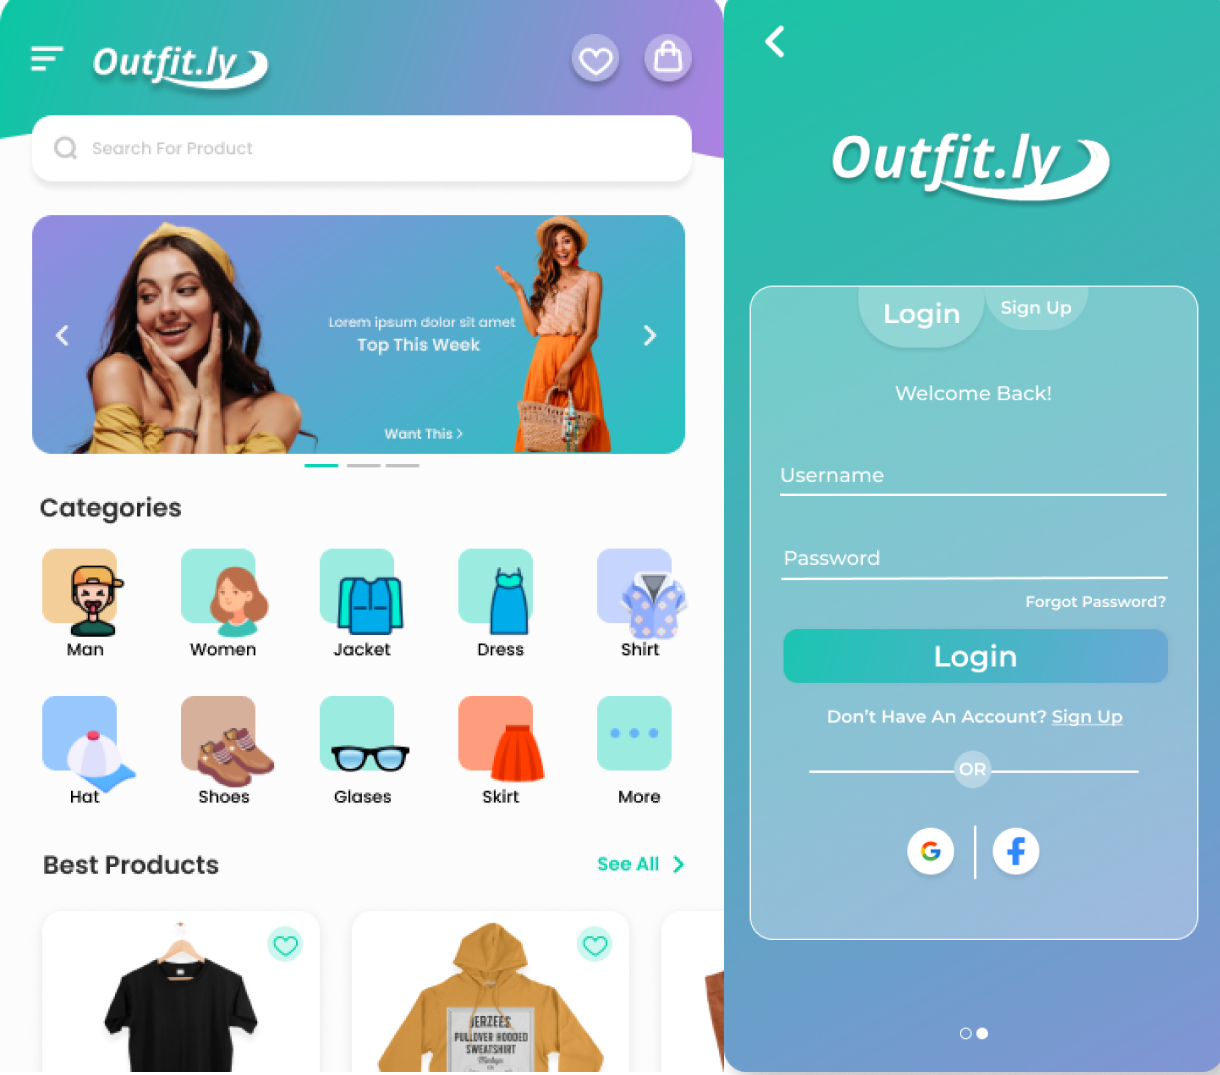 Outfit.ly
Search For Product
Lorem ipsum dolor sit amet
Top This Week
Want This >
Categories
Man
Women
Jacket
Dress
Shirt
Hat
Shoes
Glases
Skirt
More
Best Products
See All >
JERZEES
PULLOVER HOODED
SWEATSHIRT
Outfit.ly
Login
Sign Up
Welcome Back!
Username
Password
Forgot Password?
Login
Don't Have An Account? Sign Up
OR
G
f